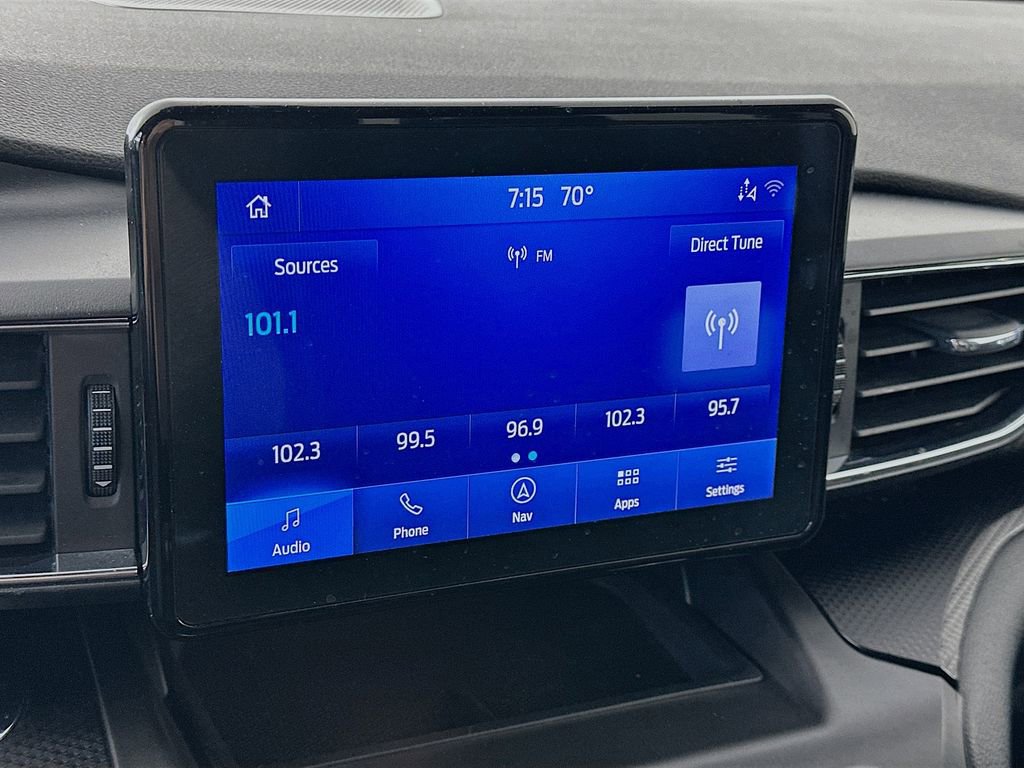 7:15 70°
FM
Sources
Direct Tune
101.1
102.3 99.5 96.9 102.3 95.7
Audio Phone Nav Apps Settings